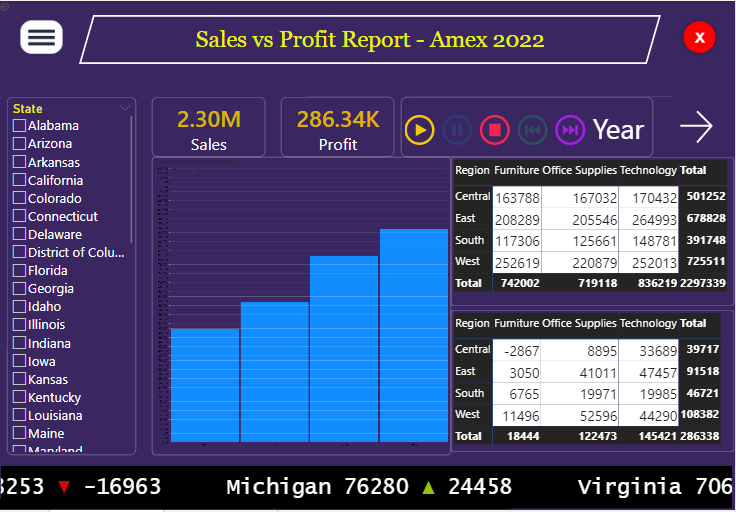 Sales vs Profit Report - Amex 2022
x
State
Alabama
Arizona
Arkansas
California
Colorado
Connecticut
Delaware
District of Colu...
Florida
Georgia
Idaho
Illinois
Indiana
Iowa
Kansas
Kentucky
Louisiana
Maine
Maryland
2.30M
Sales
286.34K
Profit
Year
Region Furniture Office Supplies Technology Total
Central 163788 167032 170432 501252
East 208289 205546 264993 678828
South 117306 125661 148781 391748
West 252619 220879 252013 725511
Total 742002 719118 836219 2297339
Region Furniture Office Supplies Technology Total
Central -2867 8895 33689 39717
East 3050 41011 47457 91518
South 6765 19971 19985 46721
West 11496 52596 44290 108382
Total 18444 122473 145421 286338
3253 ▼ -16963 Michigan 76280 ▲ 24458 Virginia 706